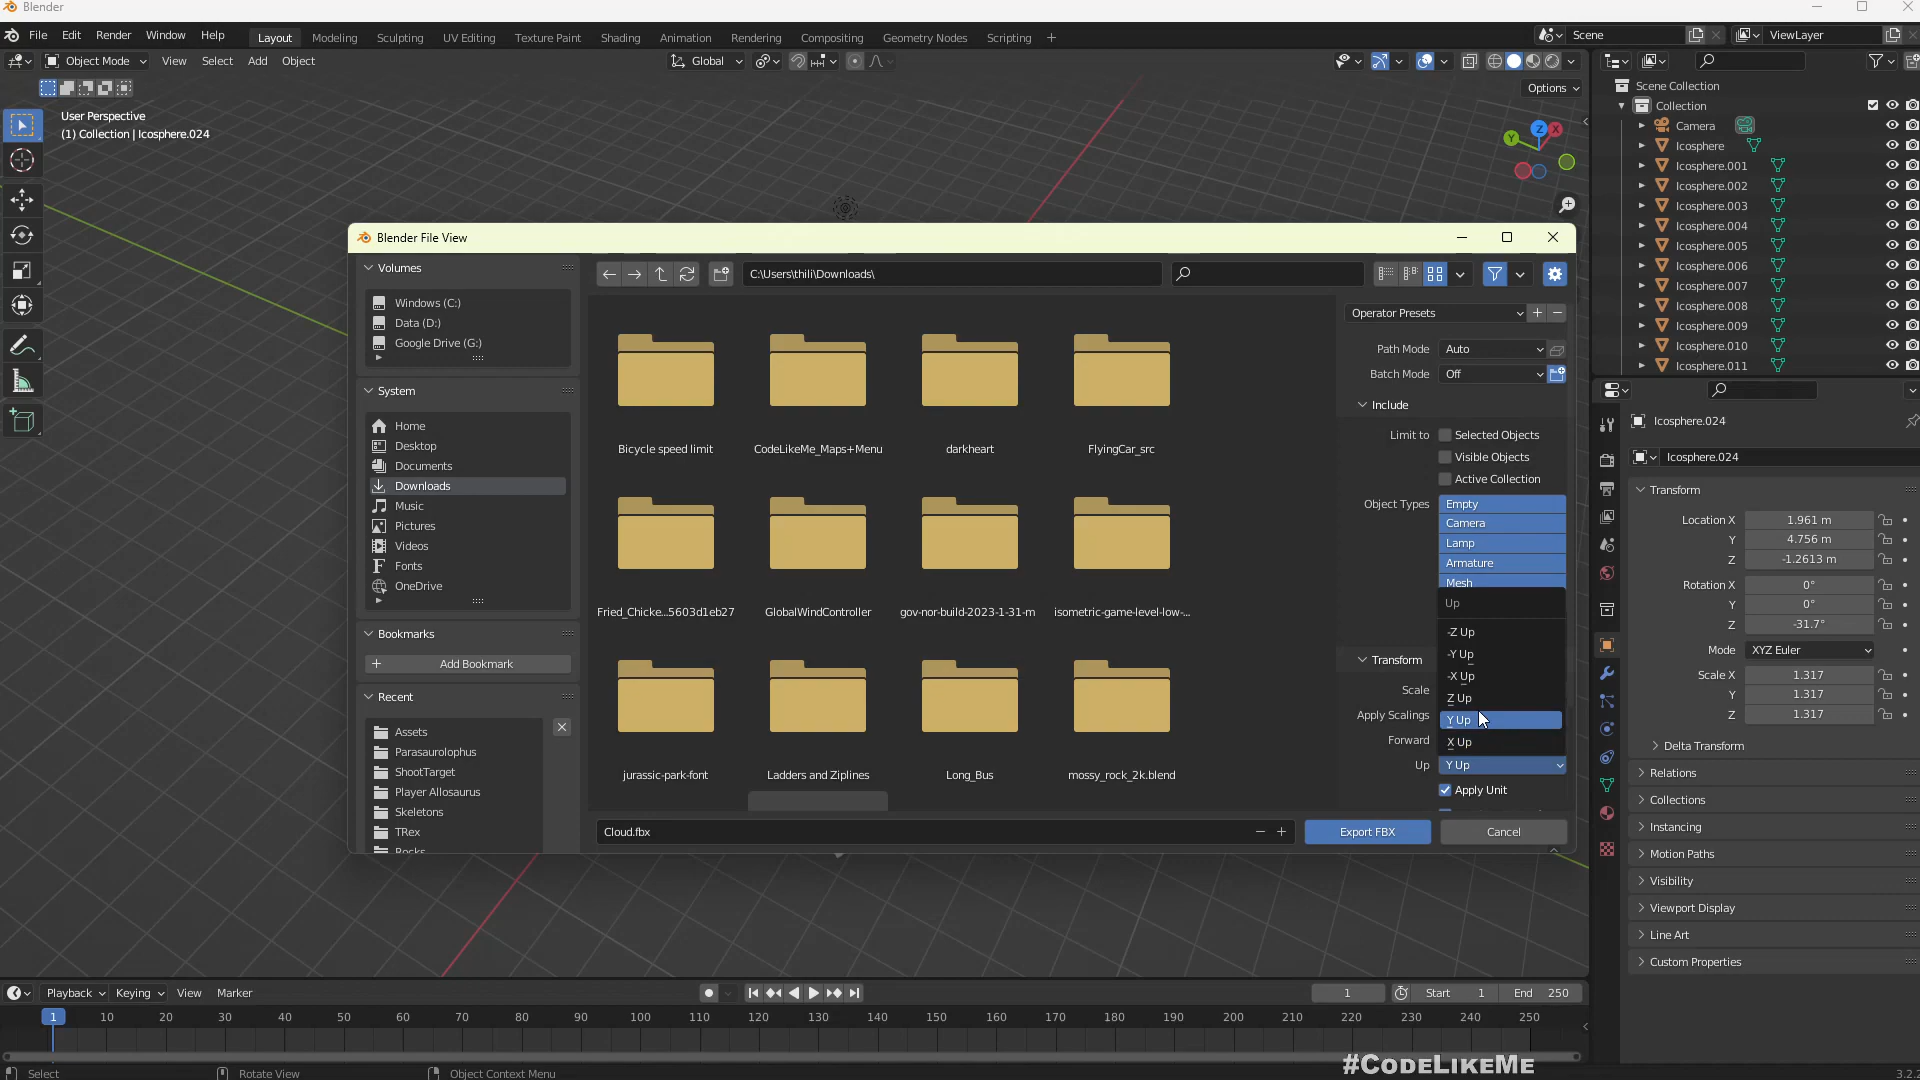 Blender
File Edit Render Window Help
Layout Modeling Sculpting UV Editing Texture Paint Shading Animation Rendering Compositing Geometry Nodes Scripting +
Scene
ViewLayer
Object Mode View Select Add Object
Global
Options
User Perspective
(1) Collection | Icosphere.024
Z
X
Y
Scene Collection
Collection
Camera
Icosphere
Icosphere.001
Icosphere.002
Icosphere.003
Icosphere.004
Icosphere.005
Icosphere.006
Icosphere.007
Icosphere.008
Icosphere.009
Icosphere.010
Icosphere.011
Blender File View
Volumes
Windows (C:)
Data (D:)
Google Drive (G:)
System
Home
Desktop
Documents
Downloads
Music
Pictures
Videos
Fonts
OneDrive
Bookmarks
Add Bookmark
Recent
Assets
Parasaurolophus
ShootTarget
Player Allosaurus
Skeletons
TRex
Rocks
C:\Users\thili\Downloads\
Bicycle speed limit
CodeLikeMe_Maps+Menu
darkheart
FlyingCar_src
Fried_Chicke...5603d1eb27
GlobalWindController
gov-nor-build-2023-1-31-m
isometric-game-level-low-...
jurassic-park-font
Ladders and Ziplines
Long_Bus
mossy_rock_2k.blend
Cloud.fbx
Export FBX
Cancel
Operator Presets
Path Mode Auto
Batch Mode Off
Include
Limit to Selected Objects
Visible Objects
Active Collection
Object Types Empty
Camera
Lamp
Armature
Mesh
Up
-Z Up
-Y Up
-X Up
Z Up
Y Up
X Up
Transform
Scale
Apply Scalings
Forward
Up Y Up
Apply Unit
Icosphere.024
Icosphere.024
Transform
Location X 1.961 m
Y 4.756 m
Z -1.2613 m
Rotation X 0°
Y 0°
Z -31.7°
Mode XYZ Euler
Scale X 1.317
Y 1.317
Z 1.317
Delta Transform
Relations
Collections
Instancing
Motion Paths
Visibility
Viewport Display
Line Art
Custom Properties
Playback Keying View Marker
1 Start 1 End 250
1 10 20 30 40 50 60 70 80 90 100 110 120 130 140 150 160 170 180 190 200 210 220 230 240 250
Select Rotate View Object Context Menu
#CodeLikeMe